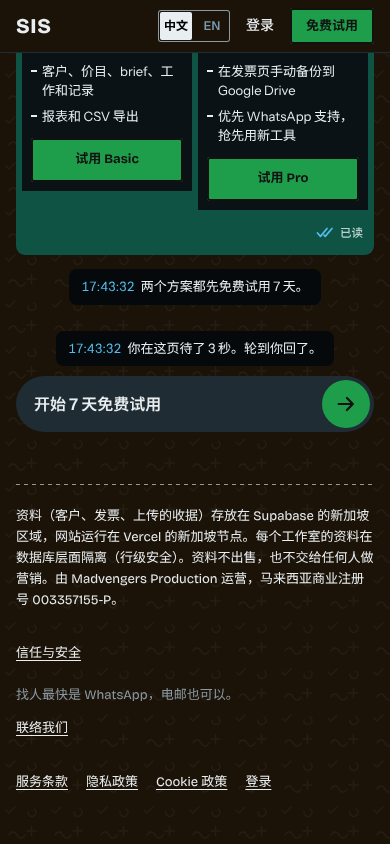 SIS
中文 EN 登录 免费试用
客户、价目、brief、工
作和记录
报表和 CSV 导出
试用 Basic
在发票页手动备份到
Google Drive
优先 WhatsApp 支持，
抢先用新工具
试用 Pro
已读
17:43:32 两个方案都先免费试用 7 天。
17:43:32 你在这页待了 3 秒。轮到你回了。
开始 7 天免费试用
资料（客户、发票、上传的收据）存放在 Supabase 的新加坡
区域，网站运行在 Vercel 的新加坡节点。每个工作室的资料在
数据库层面隔离（行级安全）。资料不出售，也不交给任何人做
营销。由 Madvengers Production 运营，马来西亚商业注册
号 003357155-P。
信任与安全
找人最快是 WhatsApp，电邮也可以。
联络我们
服务条款 隐私政策 Cookie 政策 登录